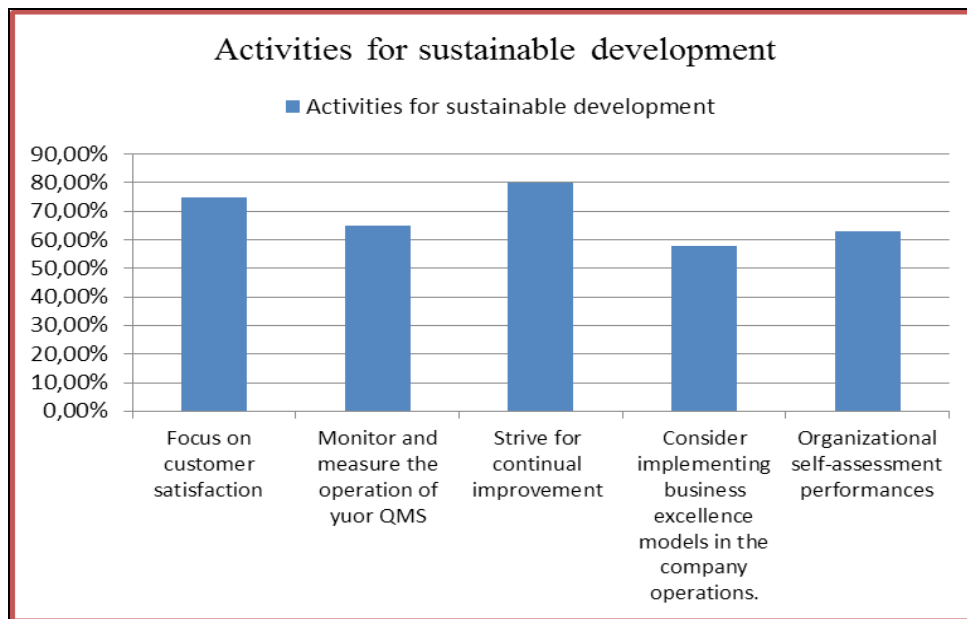 Activities for sustainable development
Activities for sustainable development
90,00%
80,00%
70,00%
60,00%
50,00%
40,00%
30,00%
20,00%
10,00%
0,00%
Focus on
customer
satisfaction
Monitor and
measure the
operation of
yuor QMS
Strive for
continual
improvement
Consider
implementing
business
excellence
models in the
company
operations.
Organizational
self-assessment
performances